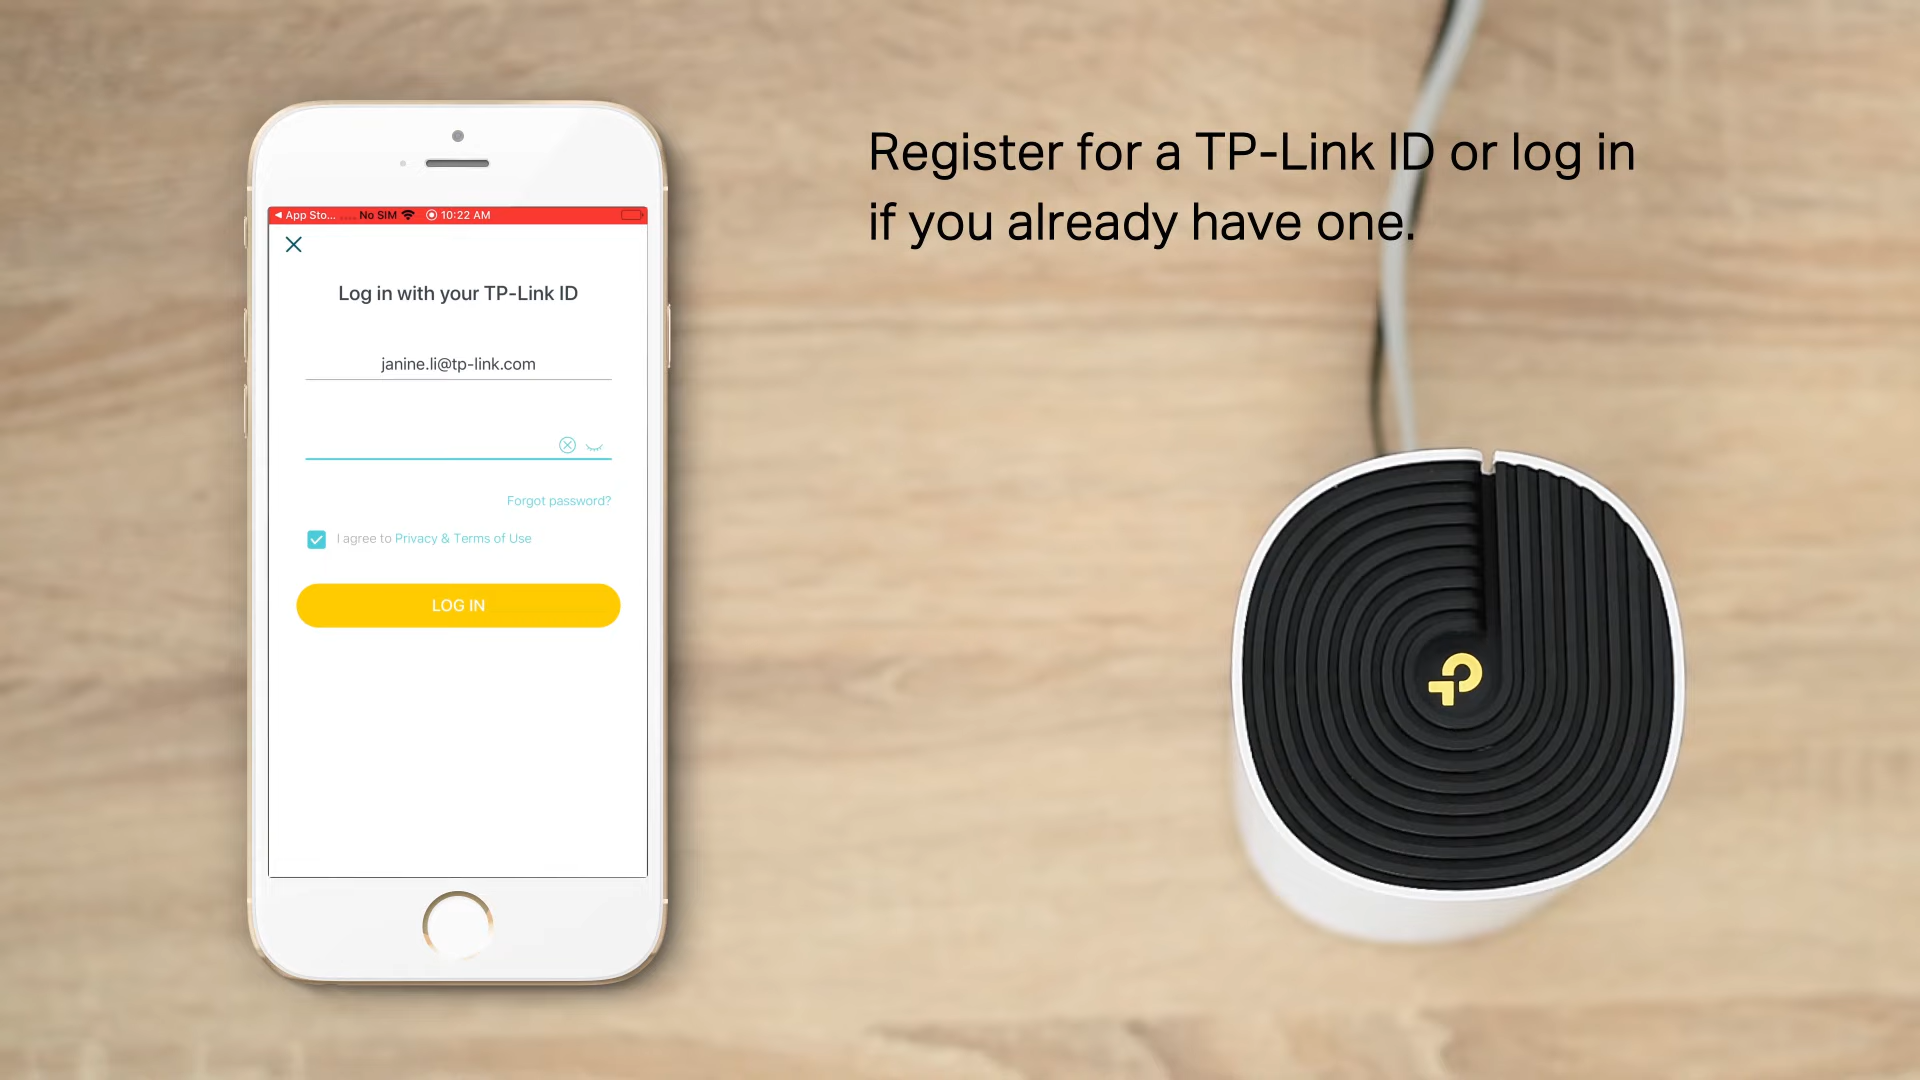 Register for a TP-Link ID or log in
if you already have one.
App Sto... No SIM 10:22 AM
Log in with your TP-Link ID
janine.li@tp-link.com
Forgot password?
I agree to Privacy & Terms of Use
LOG IN